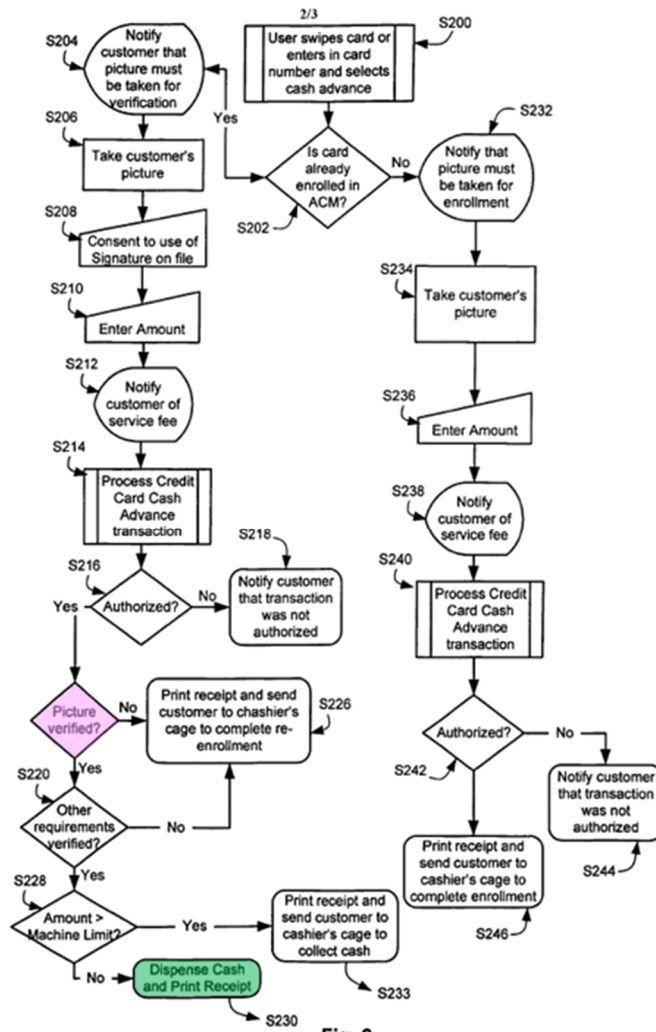 2/3
S200
User swipes card or
enters in card
number and selects
cash advance
S204
Notify
customer that
picture must
be taken for
verification
Yes
S206
Take customer's
picture
S208
Consent to use of
Signature on file
S210
Enter Amount
S212
Notify
customer of
service fee
S214
Process Credit
Card Cash
Advance
transaction
S216
Authorized?
No
S218
Notify customer
that transaction
was not
authorized
Yes
Picture
verified?
No
Print receipt and send
customer to chashier's
cage to complete re-
enrollment
S226
Yes
S220
Other
requirements
verified?
No
Yes
S228
Amount >
Machine Limit?
Yes
Print receipt and
send customer to
cashier's cage to
collect cash
S233
No
Dispense Cash
and Print Receipt
S230
Is card
already
enrolled in
ACM?
S202
No
S232
Notify that
picture must
be taken for
enrollment
S234
Take customer's
picture
S236
Enter Amount
S238
Notify
customer of
service fee
S240
Process Credit
Card Cash
Advance
transaction
Authorized?
S242
No
Notify customer
that transaction
was not
authorized
S244
Print receipt and
send customer to
cashier's cage to
complete enrollment
S246